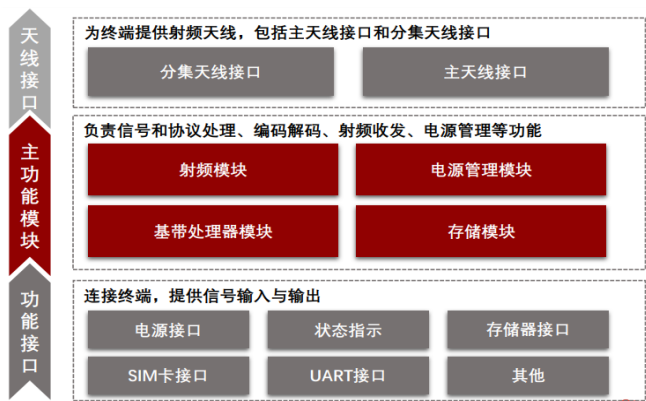 天线接口
为终端提供射频天线，包括主天线接口和分集天线接口
分集天线接口
主天线接口
主功能模块
负责信号和协议处理、编码解码、射频收发、电源管理等功能
射频模块
电源管理模块
基带处理器模块
存储模块
功能接口
连接终端，提供信号输入与输出
电源接口
状态指示
存储器接口
SIM卡接口
UART接口
其他